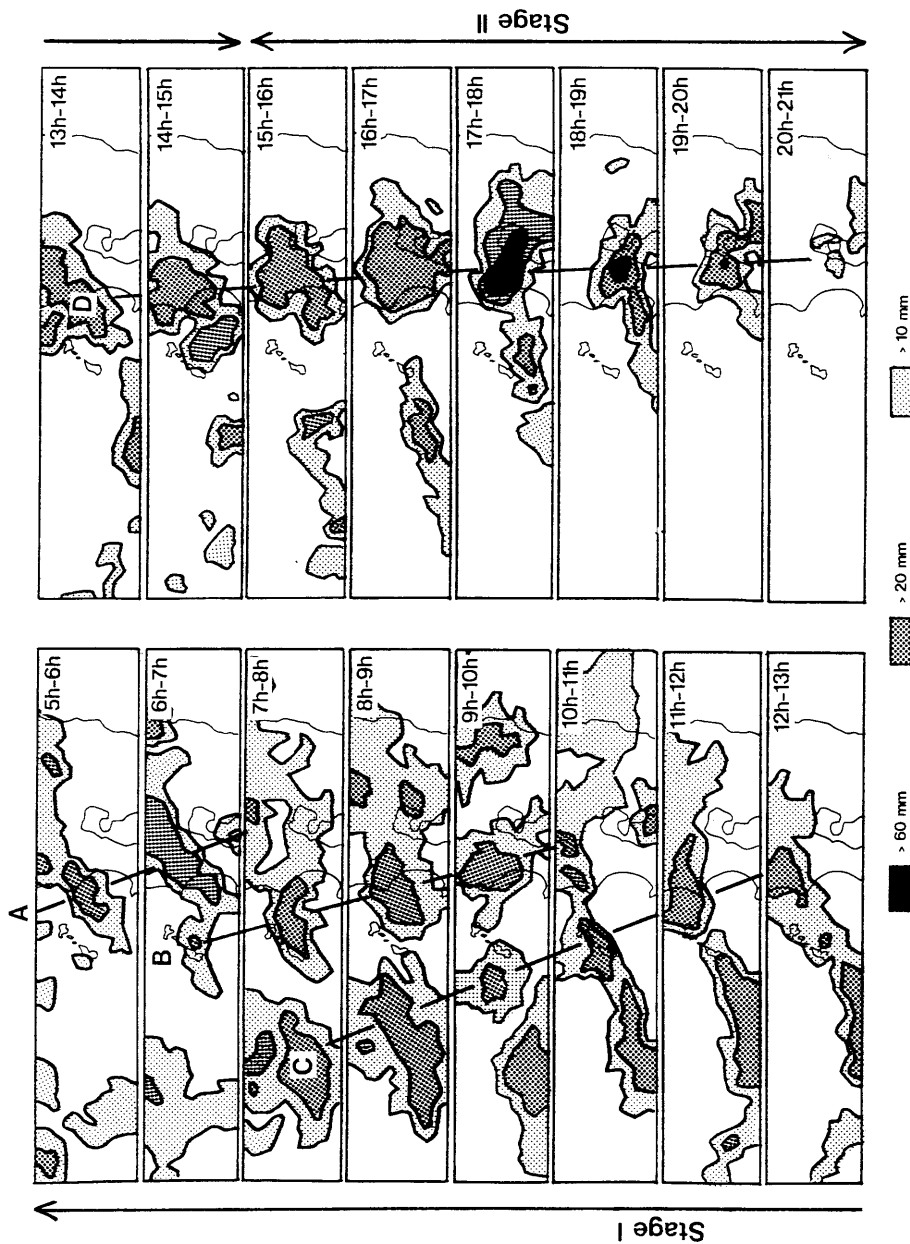 Stage I
A
5h-6h
B
6h-7h
7h-8h
C
8h-9h
9h-10h
10h-11h
11h-12h
12h-13h
13h-14h
D
14h-15h
15h-16h
16h-17h
17h-18h
18h-19h
19h-20h
20h-21h
Stage II
> 60 mm
> 20 mm
> 10 mm